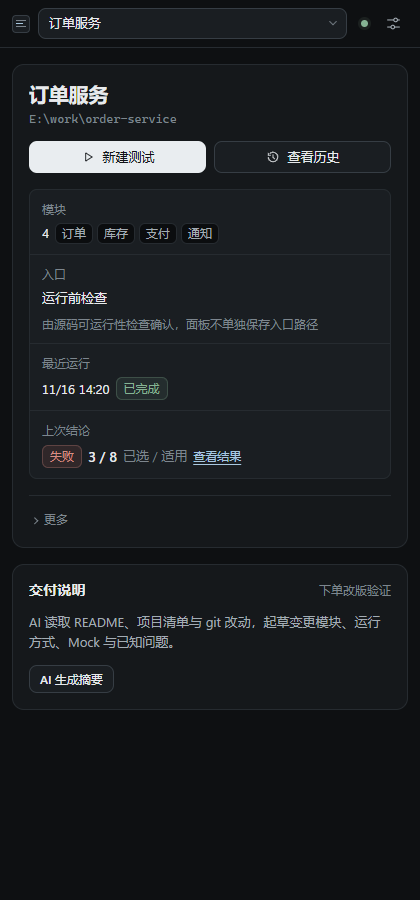 订单服务
订单服务
E:\work\order-service
新建测试
查看历史
模块
4 订单 库存 支付 通知
入口
运行前检查
由源码可运行性检查确认，面板不单独保存入口路径
最近运行
11/16 14:20 已完成
上次结论
失败 3 / 8 已选 / 适用 查看结果
更多
交付说明 下单改版验证
AI 读取 README、项目清单与 git 改动，起草变更模块、运行
方式、Mock 与已知问题。
AI 生成摘要